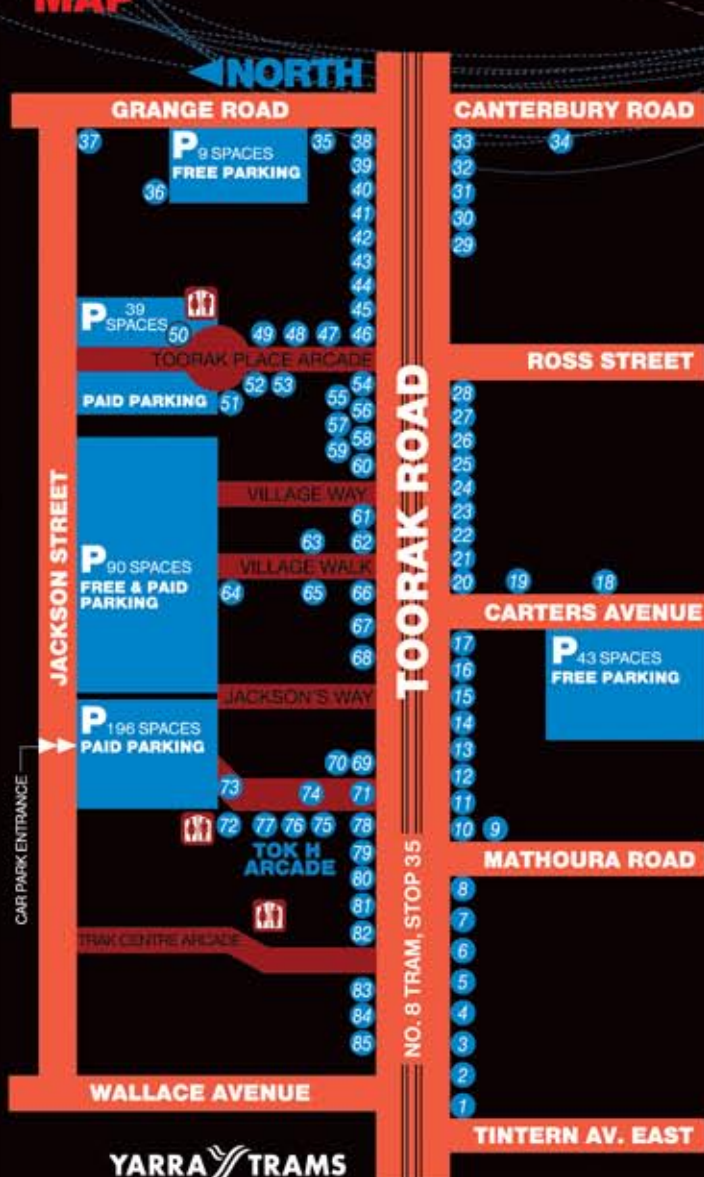 MAP
NORTH
GRANGE ROAD
CANTERBURY ROAD
37
P 9 SPACES
FREE PARKING
35
38
33
34
36
39
32
40
31
41
30
42
29
43
44
45
P 39
SPACES
50
49
48
47
46
TOORAK PLACE ARCADE
ROSS STREET
PAID PARKING
51
52
53
54
55
56
57
58
59
60
28
27
26
25
24
23
22
21
20
19
18
VILLAGE WAY
61
62
63
VILLAGE WALK
64
65
66
67
68
JACKSON STREET
P 90 SPACES
FREE & PAID
PARKING
TOORAK ROAD
CARTERS AVENUE
P 43 SPACES
FREE PARKING
17
16
15
14
13
12
11
10
9
JACKSON'S WAY
P 196 SPACES
PAID PARKING
CAR PARK ENTRANCE
70
69
73
74
71
72
77
76
75
78
TOK H
ARCADE
79
80
81
82
MATHOURA ROAD
8
7
6
5
4
3
2
1
NO. 8 TRAM, STOP 35
TRAK CENTRE ARCADE
83
84
85
WALLACE AVENUE
TINTERN AV. EAST
YARRA TRAMS